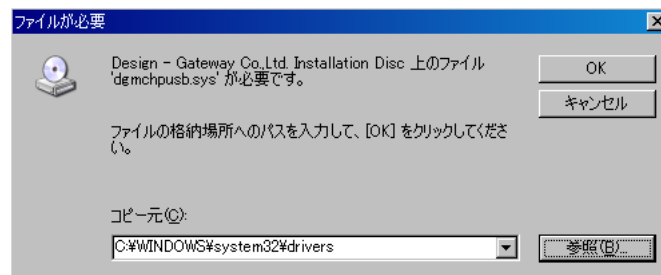 ファイルが必要
Design - Gateway Co.,Ltd. Installation Disc 上のファイル
'dgmchpusb.sys' が必要です。
OK
キャンセル
ファイルの格納場所へのパスを入力して、[OK] をクリックしてくださ
い。
コピー元(C):
C:¥WINDOWS¥system32¥drivers
参照(B)...